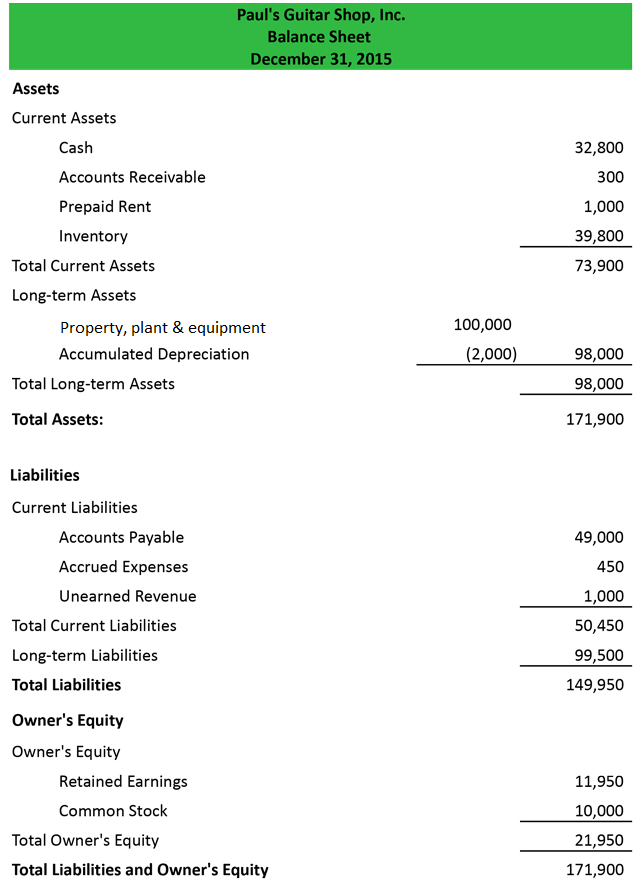 Paul's Guitar Shop, Inc.
Balance Sheet
December 31, 2015
Assets
Current Assets
Cash 32,800
Accounts Receivable 300
Prepaid Rent 1,000
Inventory 39,800
Total Current Assets 73,900
Long-term Assets
Property, plant & equipment 100,000
Accumulated Depreciation (2,000) 98,000
Total Long-term Assets 98,000
Total Assets: 171,900
Liabilities
Current Liabilities
Accounts Payable 49,000
Accrued Expenses 450
Unearned Revenue 1,000
Total Current Liabilities 50,450
Long-term Liabilities 99,500
Total Liabilities 149,950
Owner's Equity
Owner's Equity
Retained Earnings 11,950
Common Stock 10,000
Total Owner's Equity 21,950
Total Liabilities and Owner's Equity 171,900